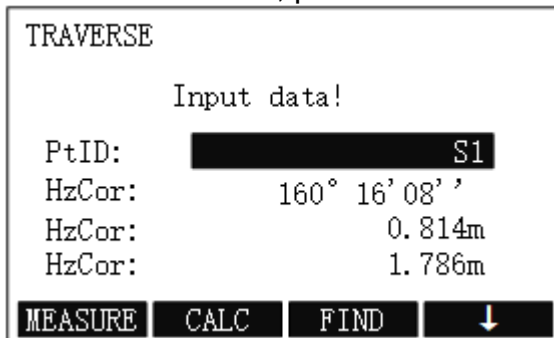 TRAVERSE
Input data!
PtID: S1
HzCor: 160° 16'08''
HzCor: 0.814m
HzCor: 1.786m
MEASURE CALC FIND ↓